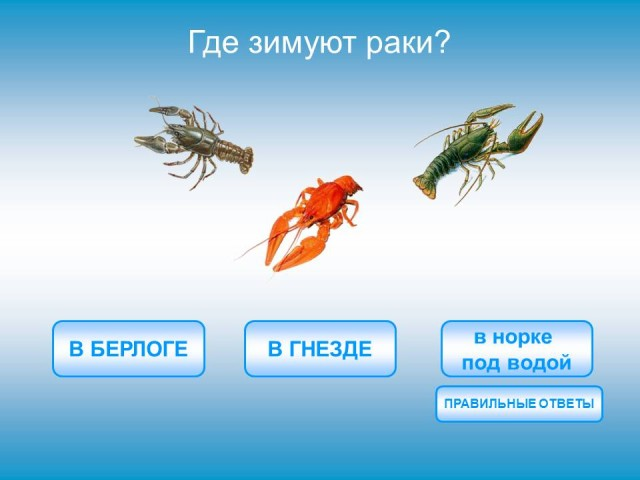 Где зимуют раки?
В БЕРЛОГЕ
В ГНЕЗДЕ
в норке
под водой
ПРАВИЛЬНЫЕ ОТВЕТЫ